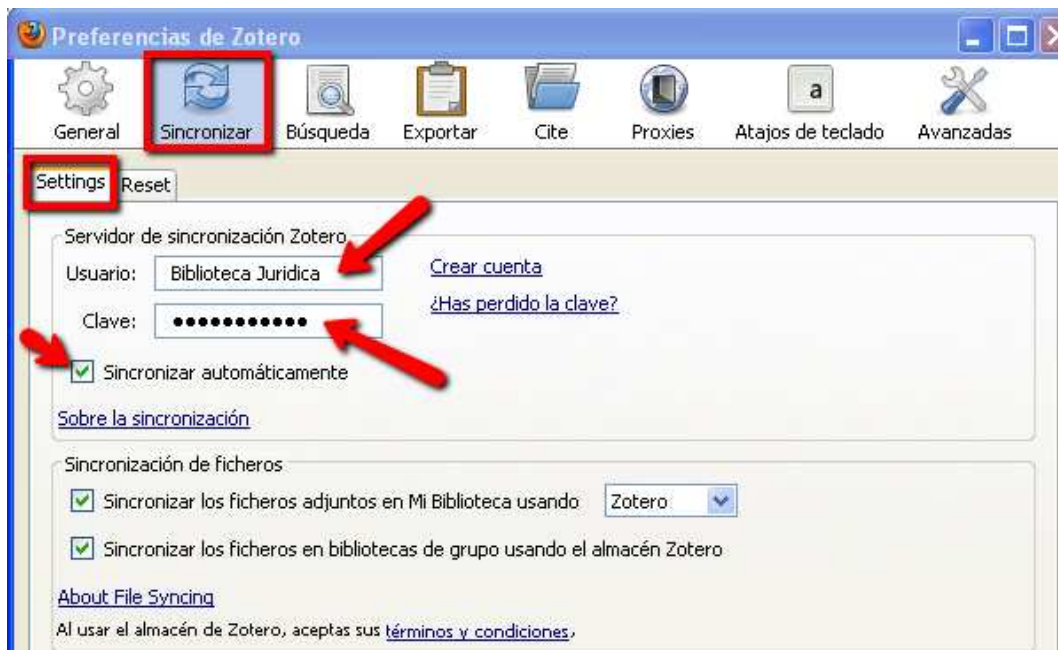 Preferencias de Zotero
General Sincronizar Búsqueda Exportar Cite Proxies a Atajos de teclado Avanzadas
Settings Reset
Servidor de sincronización Zotero
Usuario: Biblioteca Juridica Crear cuenta
¿Has perdido la clave?
Clave: ●●●●●●●●●●●
Sincronizar automáticamente
Sobre la sincronización
Sincronización de ficheros
Sincronizar los ficheros adjuntos en Mi Biblioteca usando Zotero
Sincronizar los ficheros en bibliotecas de grupo usando el almacén Zotero
About File Syncing
Al usar el almacén de Zotero, aceptas sus términos y condiciones.